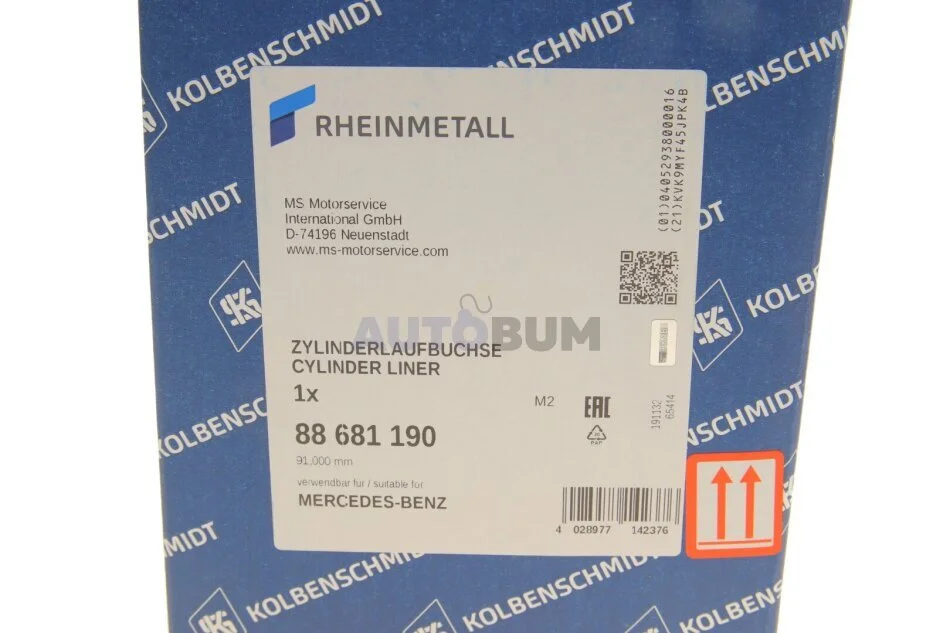 KOLBENSCHMIDT
KOLBENSCHMIDT
KOLBENSCHMIDT
RHEINMETALL
(01)04052938000016
(21)KVK9MYF45JPK4B
MS Motorservice
International GmbH
D-74196 Neuenstadt
www.ms-motorservice.com
KOLBENSCHMIDT
AUTOBUM
ZYLINDERLAUFBUCHSE
CYLINDER LINER
1x
M2
EAC
191132
65414
88 681 190
PAP
91,000 mm
verwendbar für / suitable for
MERCEDES-BENZ
4 028977 142376
KOLBENSCHMIDT
KOLBENSCHMIDT